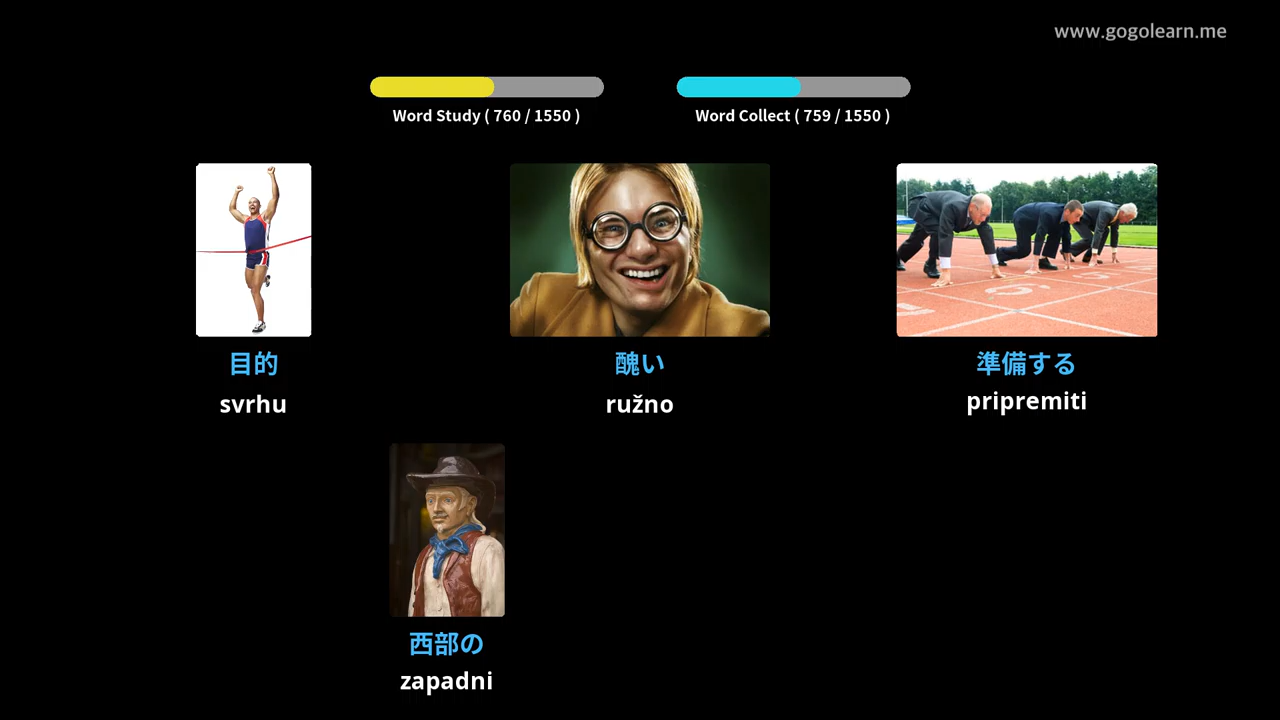 www.gogolearn.me
Word Study ( 760 / 1550 )
Word Collect ( 759 / 1550 )
目的
svrhu
醜い
ružno
準備する
pripremiti
西部の
zapadni